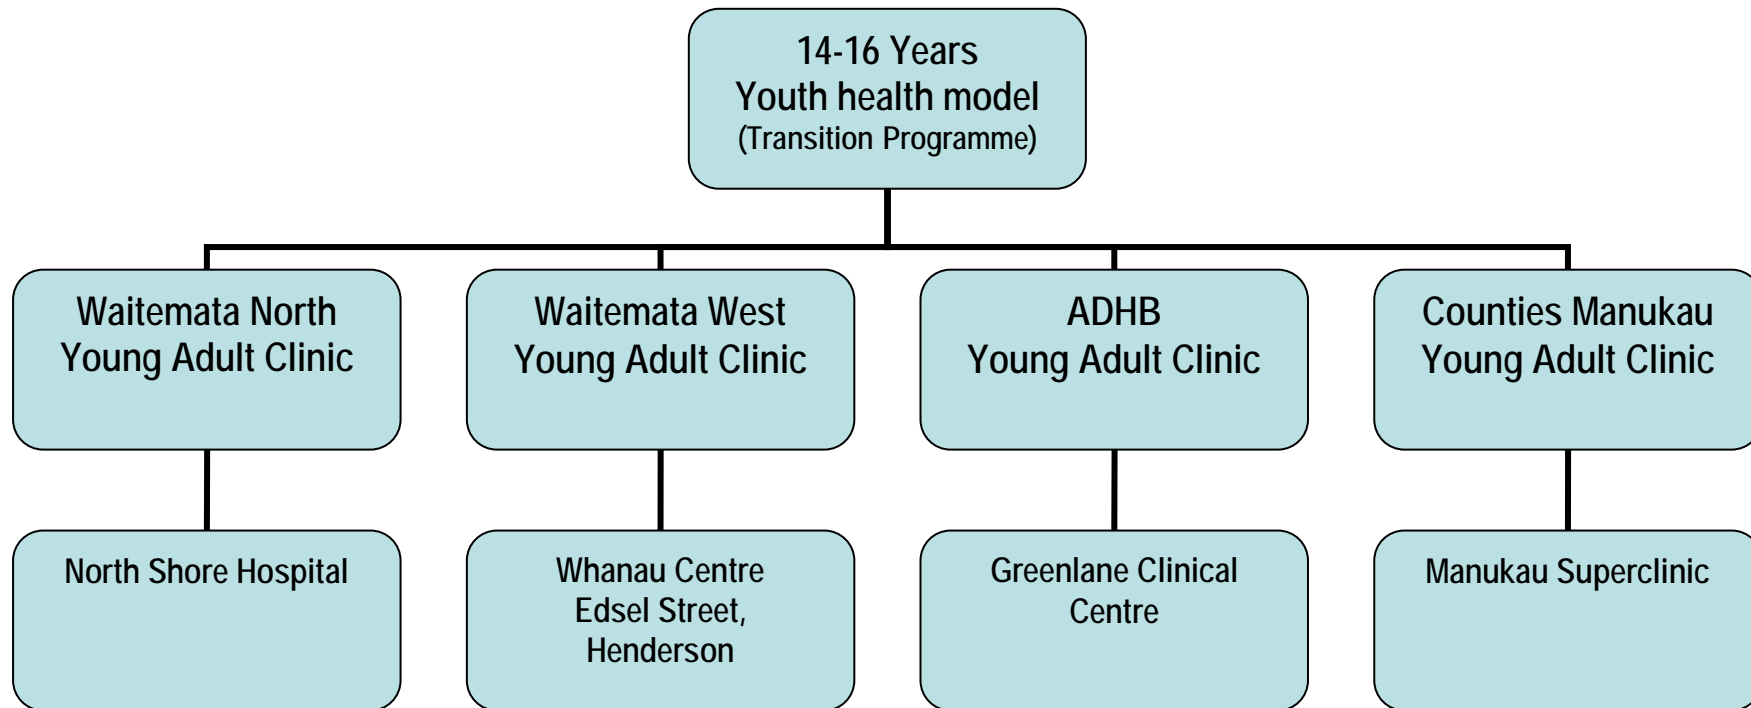 14-16 Years
Youth health model
(Transition Programme)
Waitemata North
Young Adult Clinic
Waitemata West
Young Adult Clinic
ADHB
Young Adult Clinic
Counties Manukau
Young Adult Clinic
North Shore Hospital
Whanau Centre
Edsel Street,
Henderson
Greenlane Clinical
Centre
Manukau Superclinic